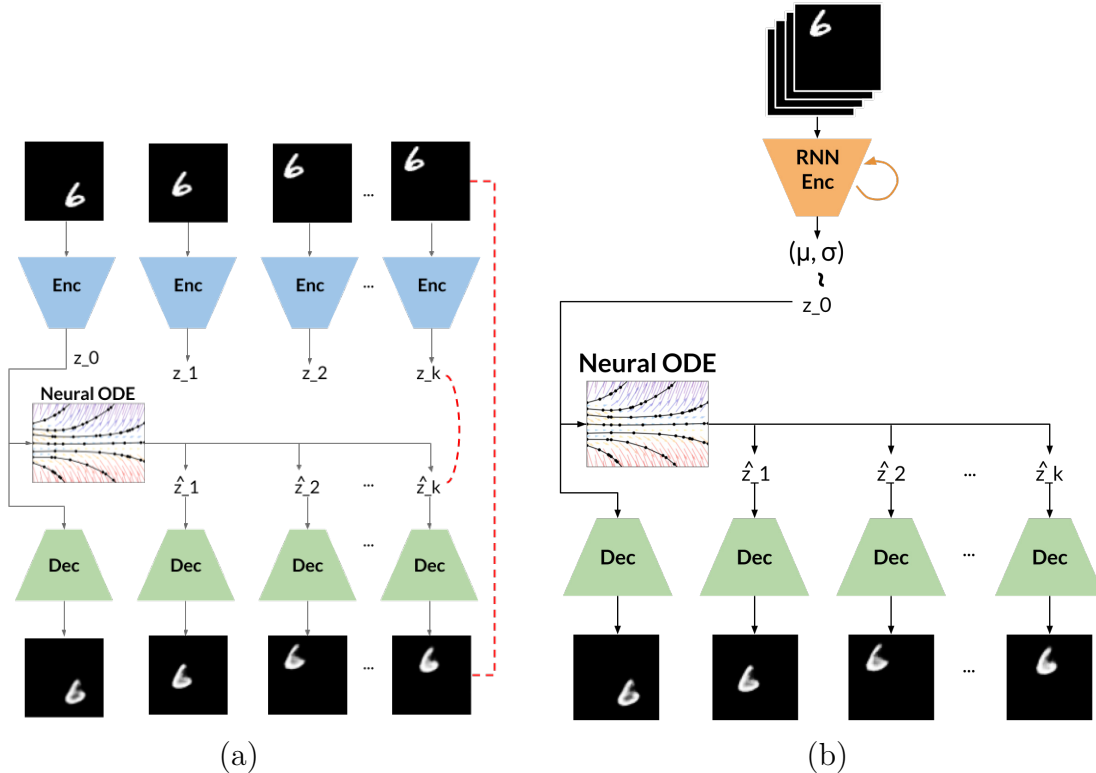 6 6 6 ... 6
Enc Enc Enc ... Enc
z_0
z_1 z_2 z_k
Neural ODE
ẑ_1 ẑ_2 ... ẑ_k
Dec Dec Dec ... Dec
6 6 6 ... 6
(a)
6
RNN
Enc
(μ, σ)
~
z_0
Neural ODE
ẑ_1 ẑ_2 ... ẑ_k
Dec Dec Dec ... Dec
6 6 6 ... 6
(b)